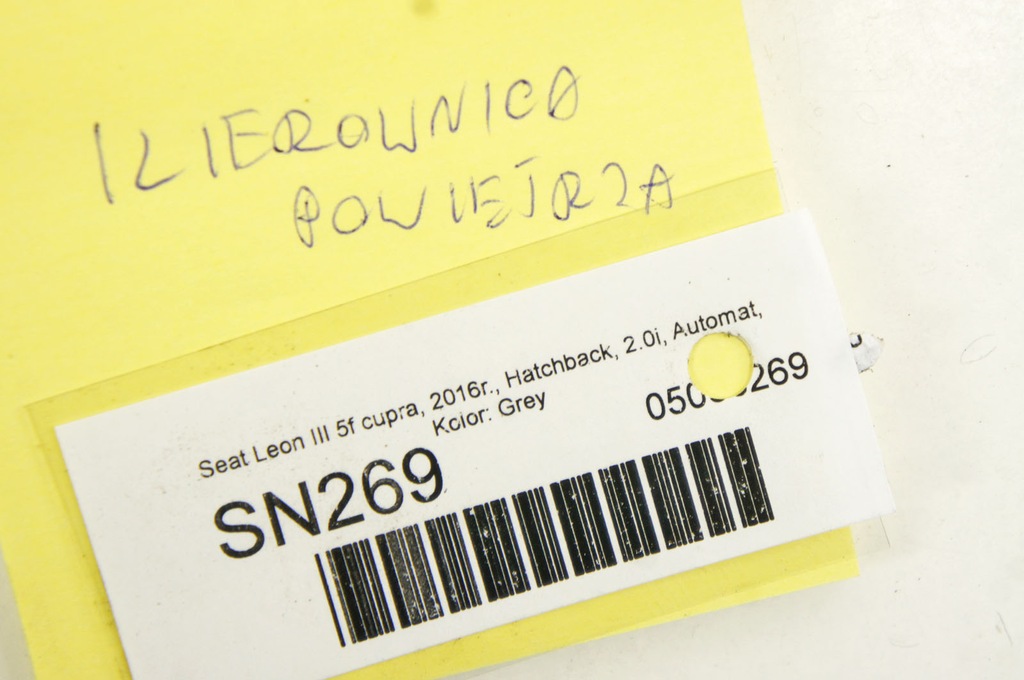 KIEROWNICA
POWIETRZA
Seat Leon III 5f cupra, 2016r., Hatchback, 2.0i, Automat,
Kolor: Grey
SN269